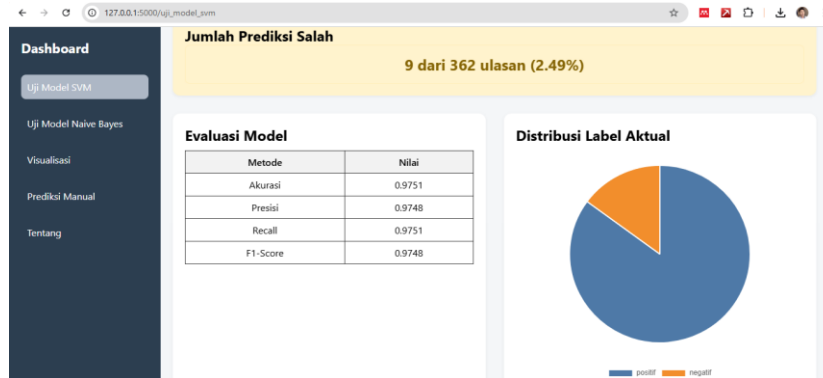 127.0.0.1:5000/uji_model_svm
Dashboard
Uji Model SVM
Uji Model Naive Bayes
Visualisasi
Prediksi Manual
Tentang
Jumlah Prediksi Salah
9 dari 362 ulasan (2.49%)
Evaluasi Model
Metode Nilai
Akurasi 0.9751
Presisi 0.9748
Recall 0.9751
F1-Score 0.9748
Distribusi Label Aktual
positif negatif